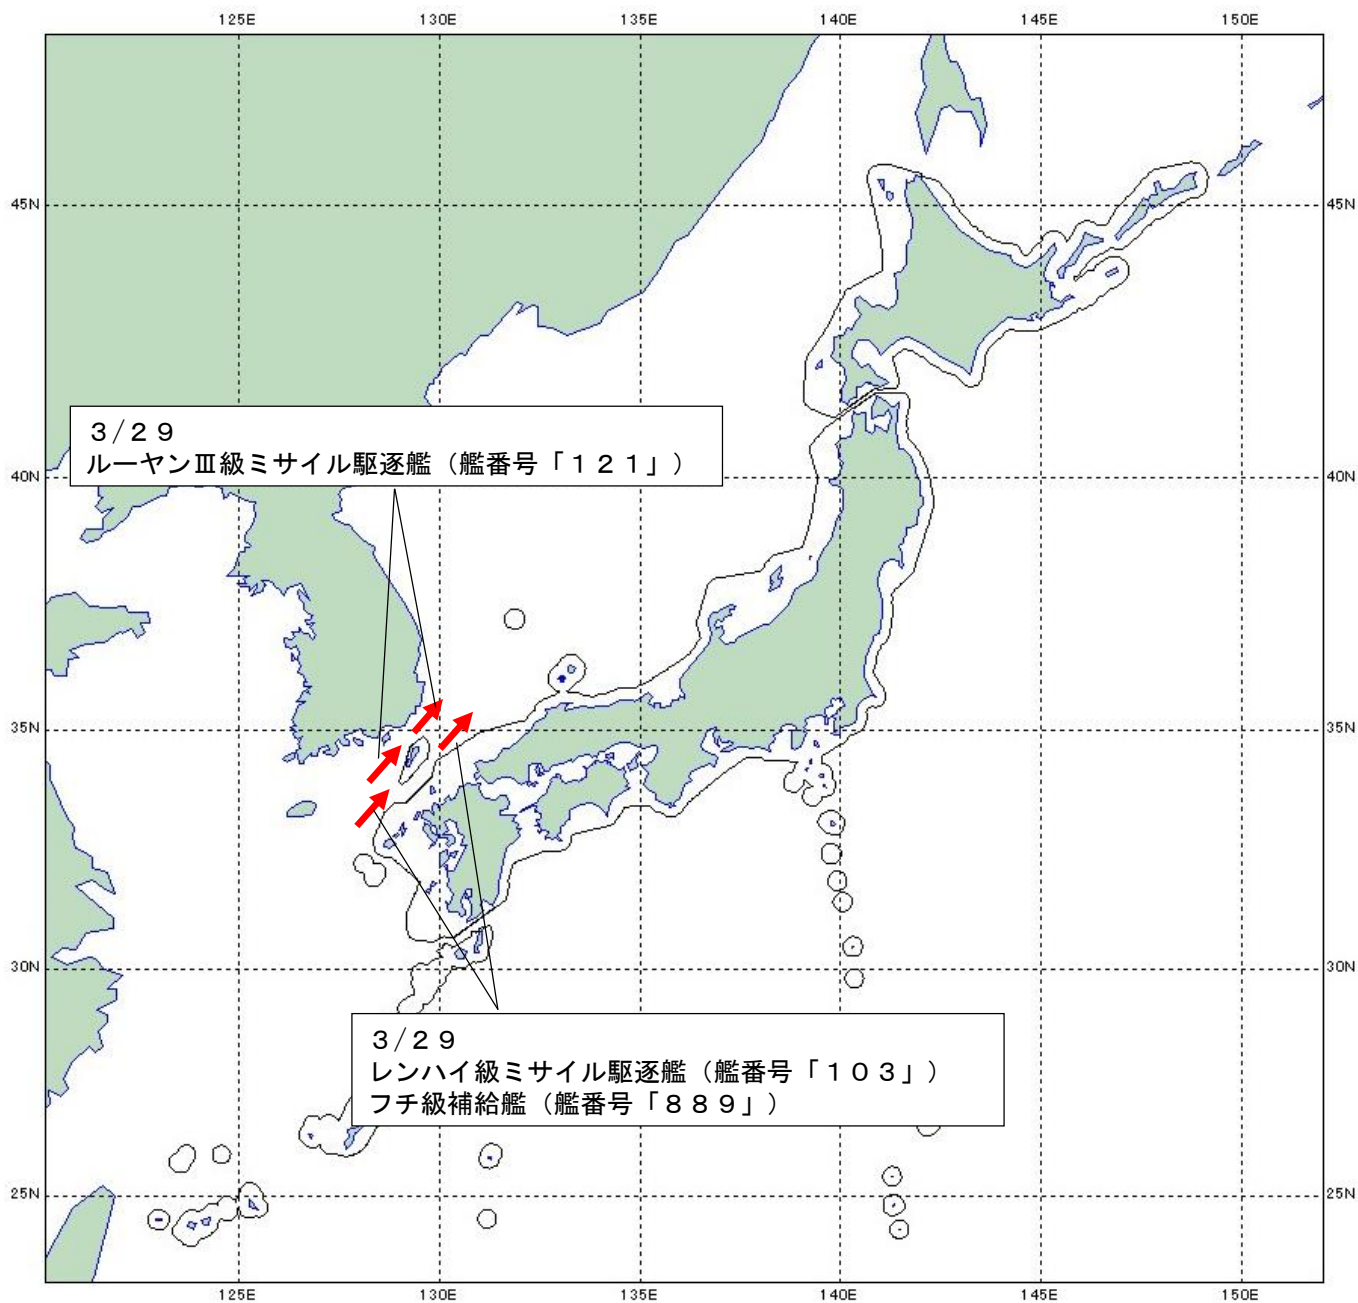 125E 130E 135E 140E 145E 150E
45N 45N
3/29
ルーヤンⅢ級ミサイル駆逐艦（艦番号「121」）
40N 40N
35N 35N
30N 30N
3/29
レンハイ級ミサイル駆逐艦（艦番号「103」）
フチ級補給艦（艦番号「889」）
25N 25N
125E 130E 135E 140E 145E 150E